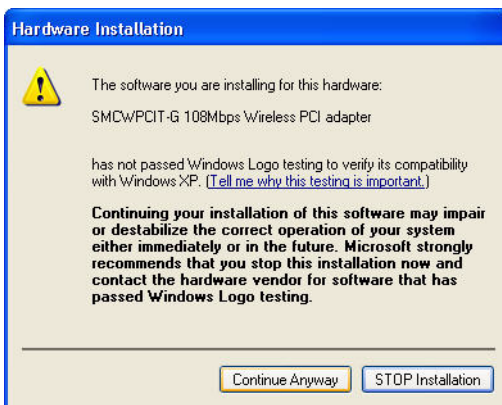 Hardware Installation
The software you are installing for this hardware:
SMCWPCIT-G 108Mbps Wireless PCI adapter
has not passed Windows Logo testing to verify its compatibility
with Windows XP. (Tell me why this testing is important.)
Continuing your installation of this software may impair
or destabilize the correct operation of your system
either immediately or in the future. Microsoft strongly
recommends that you stop this installation now and
contact the hardware vendor for software that has
passed Windows Logo testing.
Continue Anyway
STOP Installation